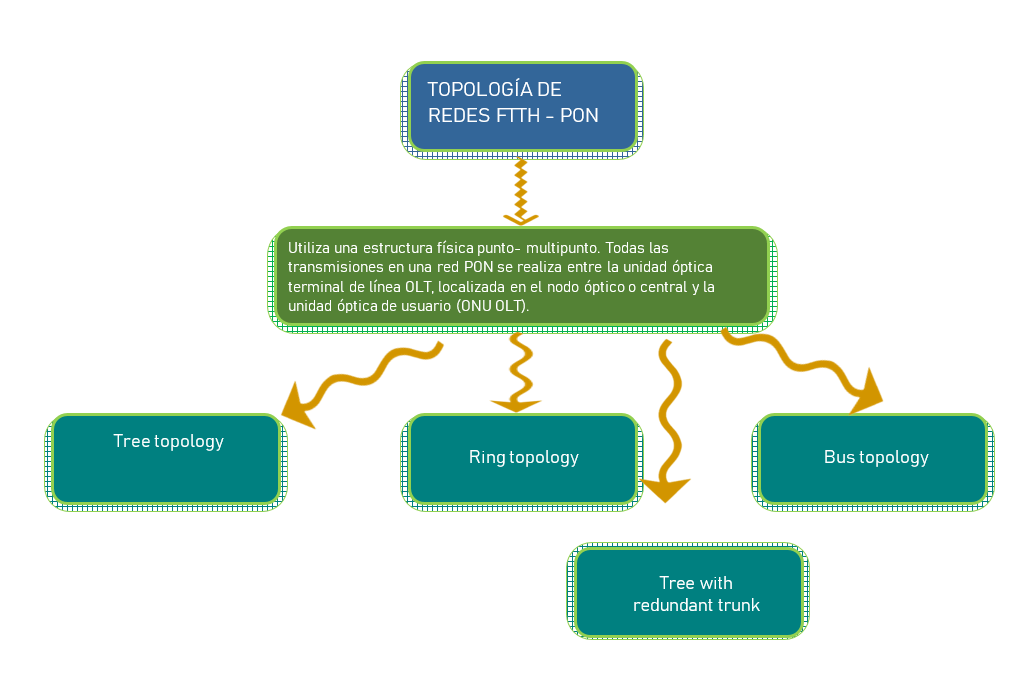 TOPOLOGÍA DE
REDES FTTH - PON
Utiliza una estructura física punto- multipunto. Todas las
transmisiones en una red PON se realiza entre la unidad óptica
terminal de línea OLT, localizada en el nodo óptico o central y la
unidad óptica de usuario (ONU OLT).
Tree topology
Ring topology
Bus topology
Tree with
redundant trunk